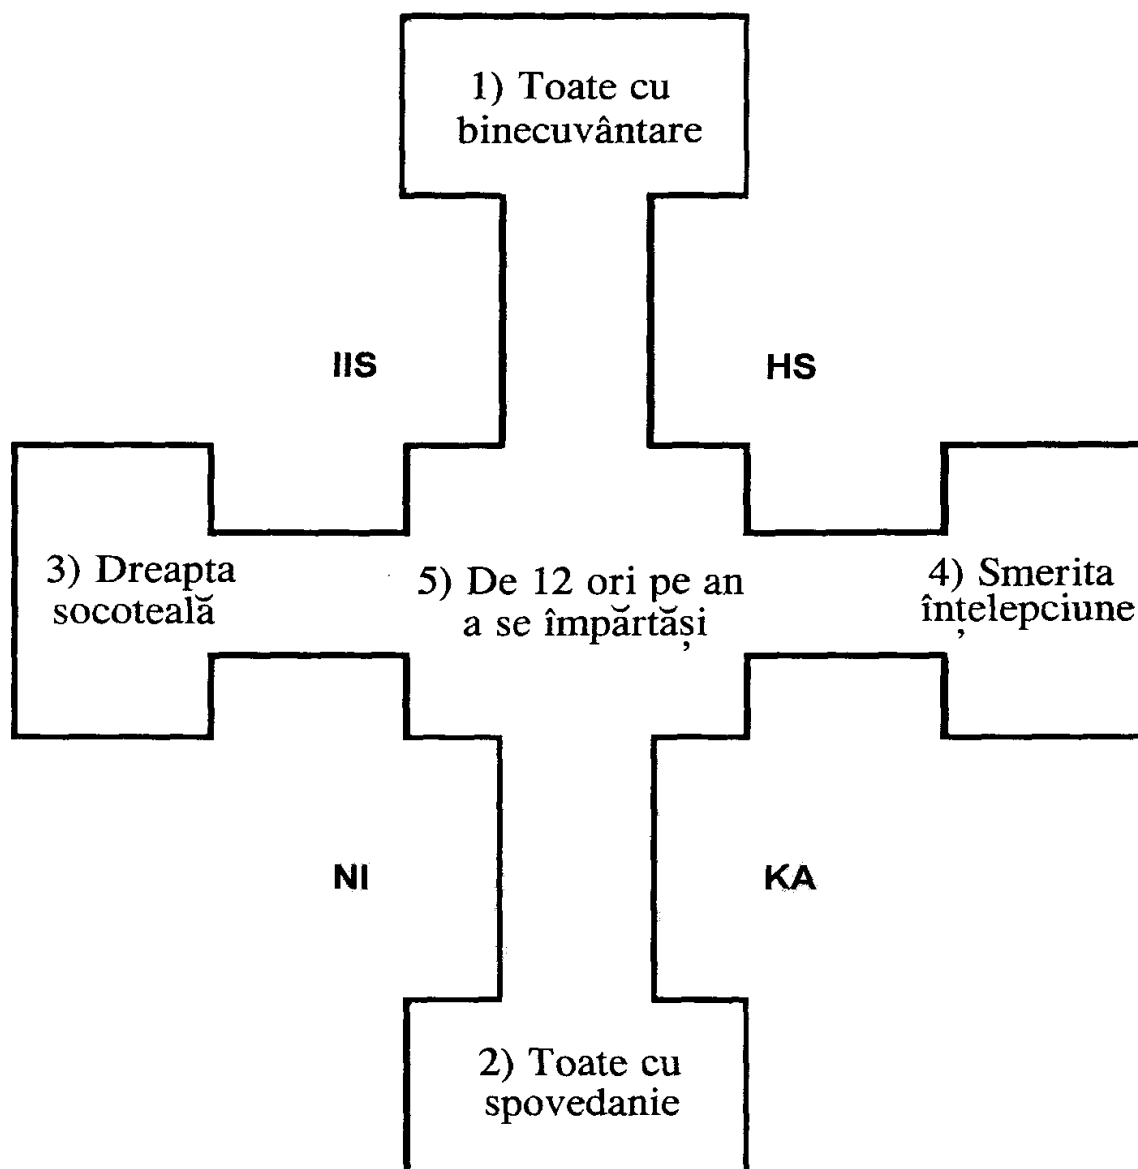 1) Toate cu
binecuvântare
IIS
HS
3) Dreapta
socoteală
5) De 12 ori pe an
a se împărtăși
4) Smerita
înțelepciune
NI
KA
2) Toate cu
spovedanie